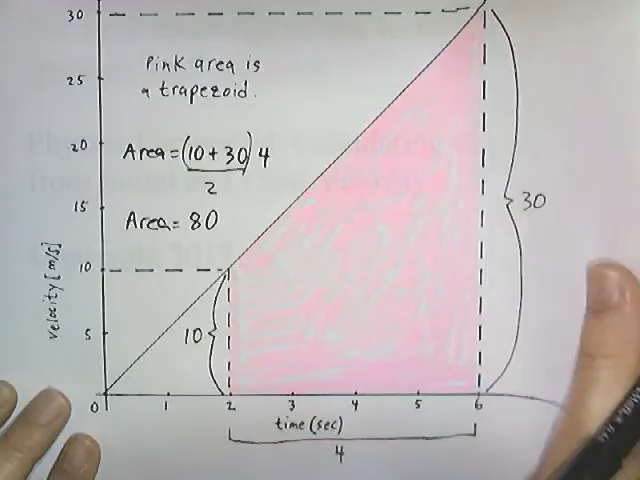 30
Pink area is
a trapezoid.
25
20
Area = (10 + 30) 4
2
15
Area = 80
30
velocity [m/s]
10
10
5
0 1 2 3 4 5 6
time (sec)
4